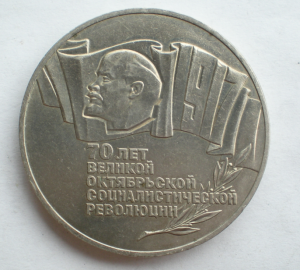 1917
70 ЛЕТ
ВЕЛИКОЙ
ОКТЯБРЬСКОЙ
СОЦИАЛИСТИЧЕСКОЙ
РЕВОЛЮЦИИ